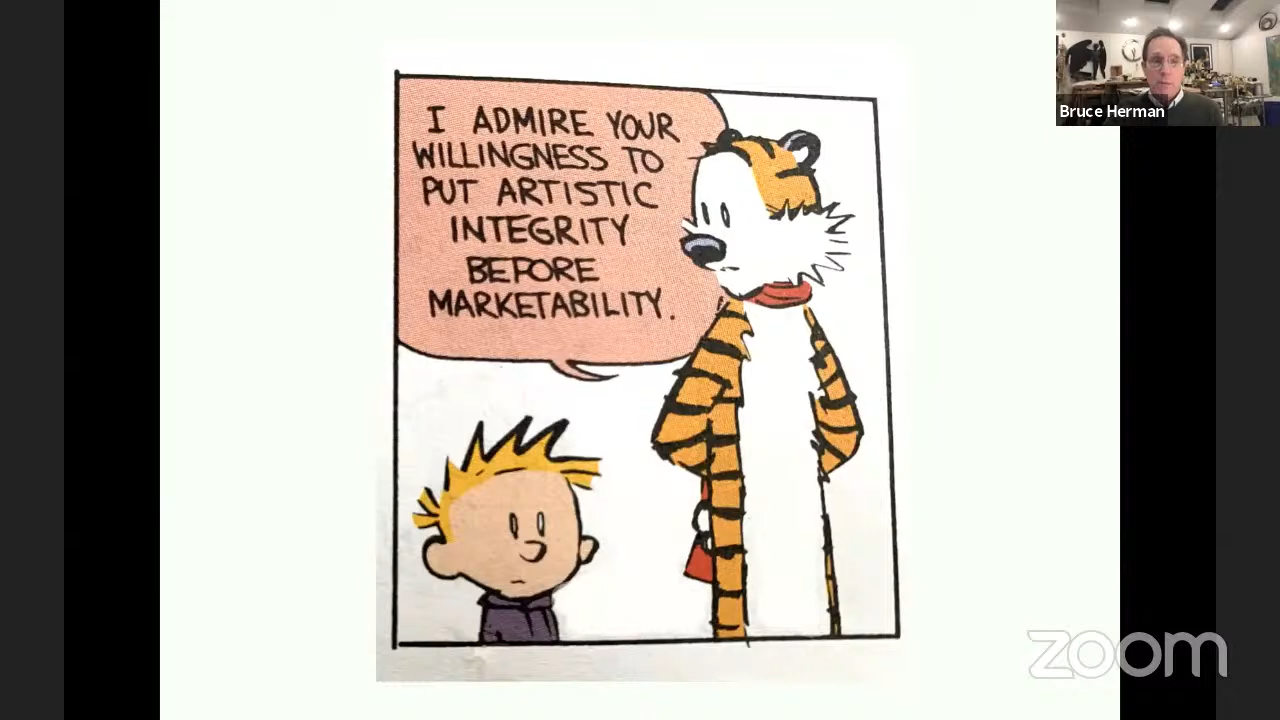 I ADMIRE YOUR
WILLINGNESS TO
PUT ARTISTIC
INTEGRITY
BEFORE
MARKETABILITY.
Bruce Herman
zoom